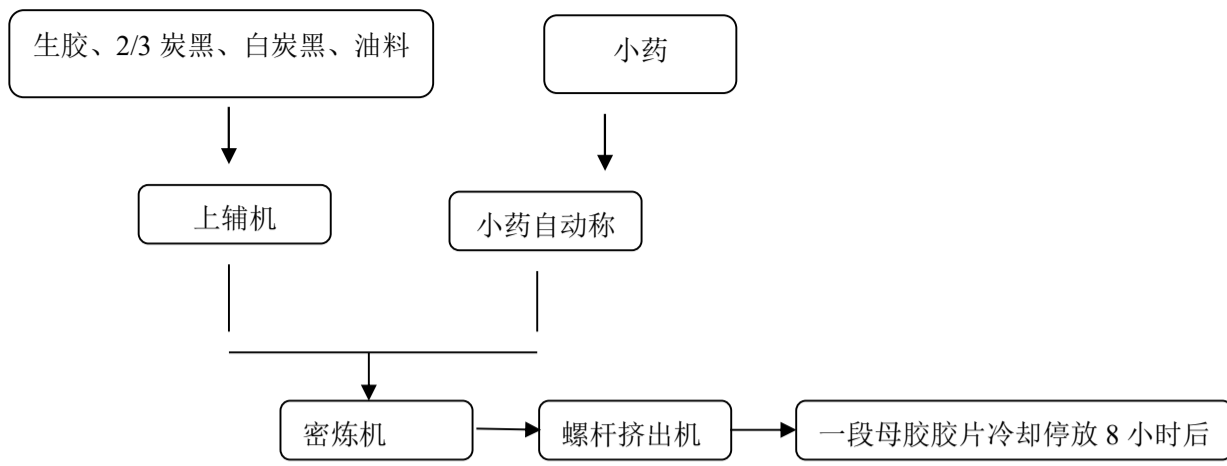 生胶、2/3 炭黑、白炭黑、油料
小药
上辅机
小药自动称
密炼机
螺杆挤出机
一段母胶胶片冷却停放 8 小时后